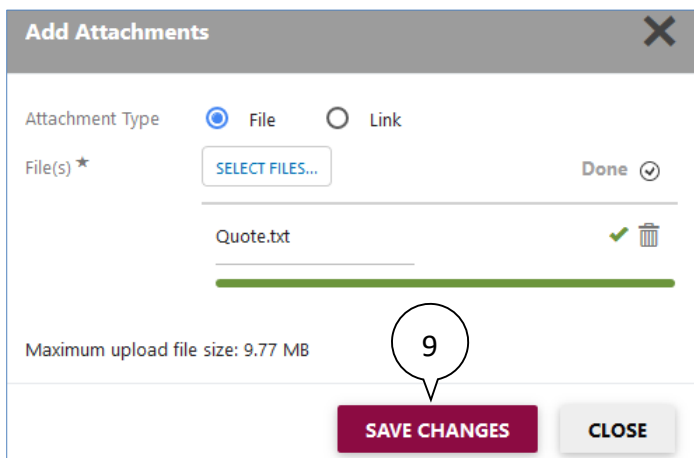 Add Attachments
Attachment Type File Link
File(s) ★ SELECT FILES... Done
Quote.txt
Maximum upload file size: 9.77 MB
9
SAVE CHANGES CLOSE